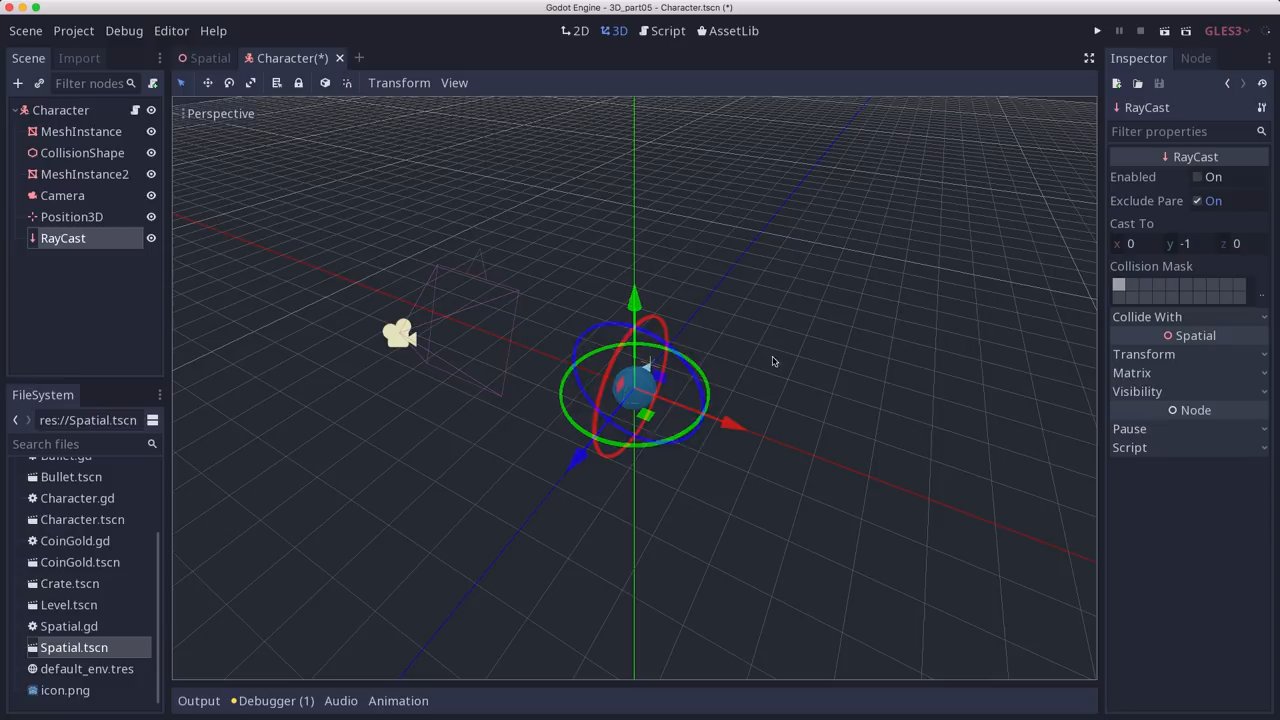 Godot Engine - 3D_part05 - Character.tscn (*)
Scene Project Debug Editor Help
2D 3D Script AssetLib
GLES3
Scene Import
Spatial Character(*)
Inspector Node
Filter nodes
Transform View
Character
MeshInstance
CollisionShape
MeshInstance2
Camera
Position3D
RayCast
Perspective
RayCast
Filter properties
RayCast
Enabled On
Exclude Pare On
Cast To
x 0 y -1 z 0
Collision Mask
..
Collide With
Spatial
Transform
Matrix
Visibility
Node
Pause
Script
FileSystem
res://Spatial.tscn
Search files
Bullet.gd
Bullet.tscn
Character.gd
Character.tscn
CoinGold.gd
CoinGold.tscn
Crate.tscn
Level.tscn
Spatial.gd
Spatial.tscn
default_env.tres
icon.png
Output Debugger (1) Audio Animation